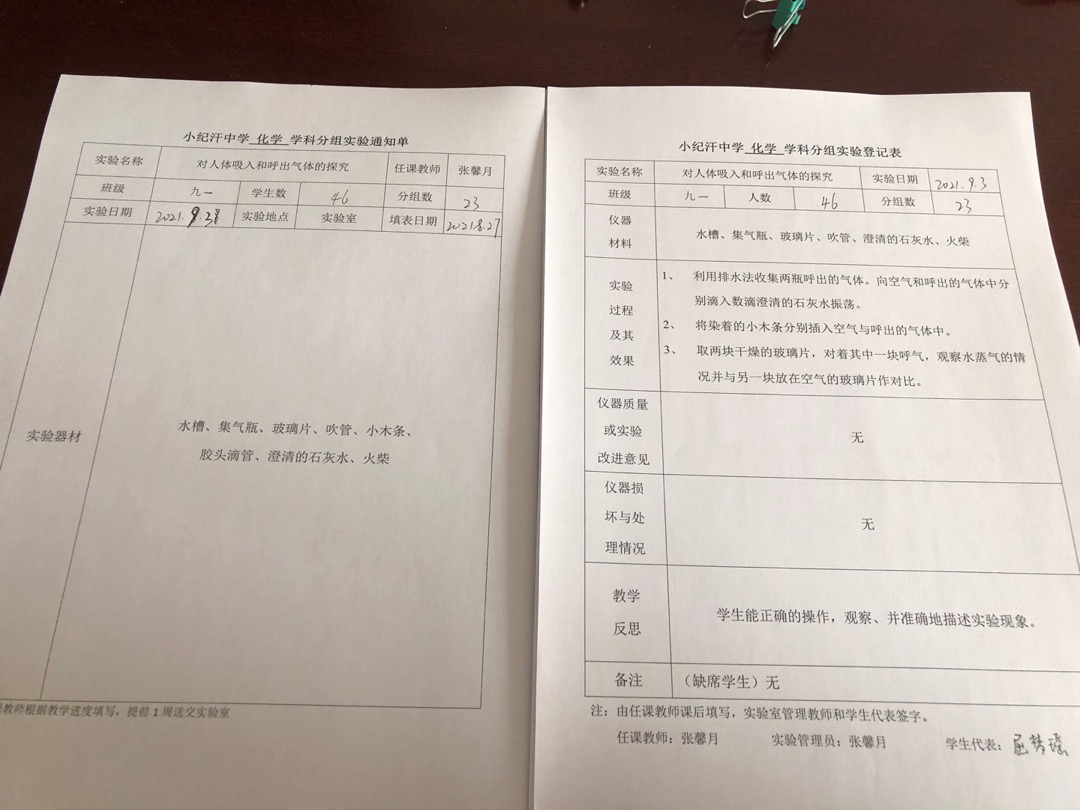 小纪汗中学 化学 学科分组实验通知单
实验名称 对人体吸入和呼出气体的探究 任课教师 张馨月
班级 九一 学生数 46 分组数 23
实验日期 2021.9.3 实验地点 实验室 填表日期 2021.8.27
实验器材
水槽、集气瓶、玻璃片、吹管、小木条、
胶头滴管、澄清的石灰水、火柴
教师根据教学进度填写，提前1周送交实验室
小纪汗中学 化学 学科分组实验登记表
实验名称 对人体吸入和呼出气体的探究 实验日期 2021.9.3
班级 九一 人数 46 分组数 23
仪器
材料
水槽、集气瓶、玻璃片、吹管、澄清的石灰水、火柴
实验
过程
及其
效果
1、 利用排水法收集两瓶呼出的气体。向空气和呼出的气体中分
别滴入数滴澄清的石灰水振荡。
2、 将染着的小木条分别插入空气与呼出的气体中。
3、 取两块干燥的玻璃片，对着其中一块呼气，观察水蒸气的情
况并与另一块放在空气的玻璃片作对比。
仪器质量
或实验
改进意见
无
仪器损
坏与处
理情况
无
教学
反思
学生能正确的操作，观察、并准确地描述实验现象。
备注 （缺席学生）无
注：由任课教师课后填写，实验室管理教师和学生代表签字。
任课教师：张馨月 实验管理员：张馨月 学生代表：屈梦瑶